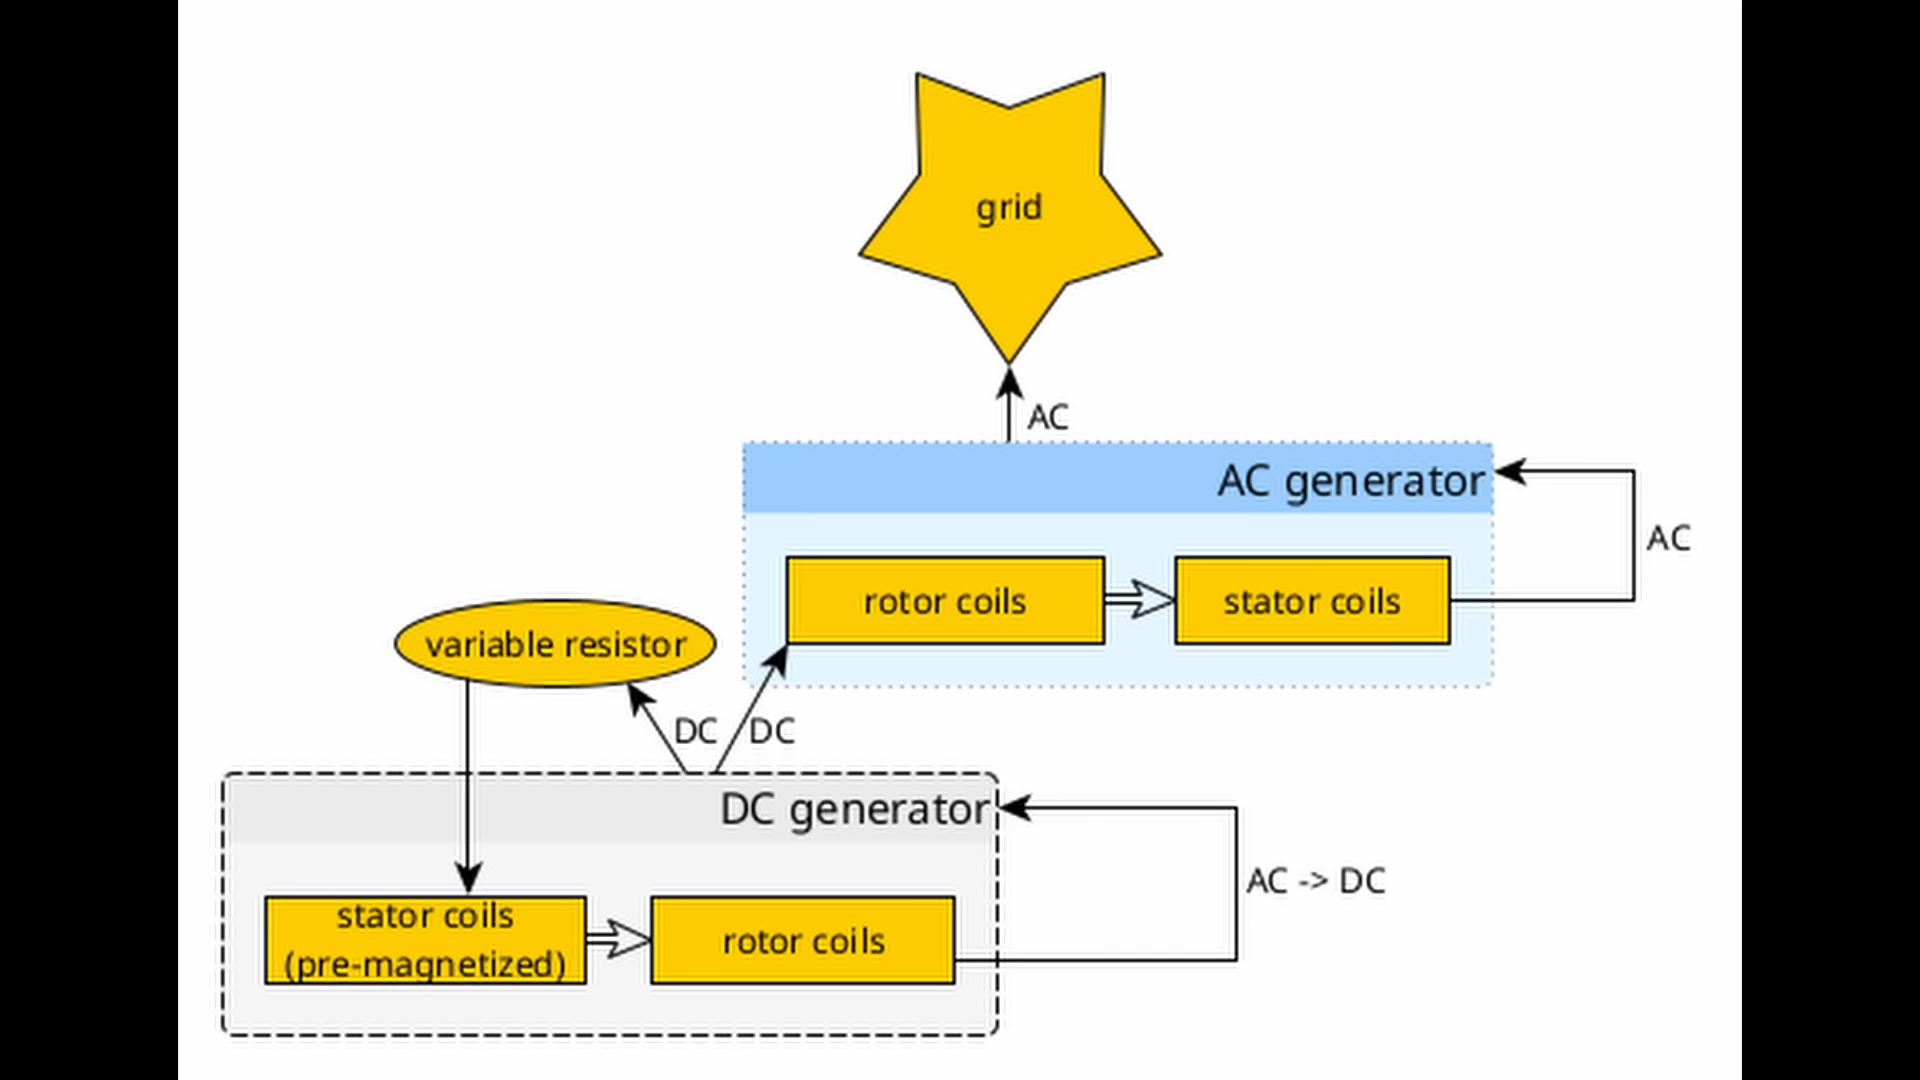 grid
AC
AC generator
AC
rotor coils
stator coils
variable resistor
DC
DC
DC generator
AC -> DC
stator coils
(pre-magnetized)
rotor coils